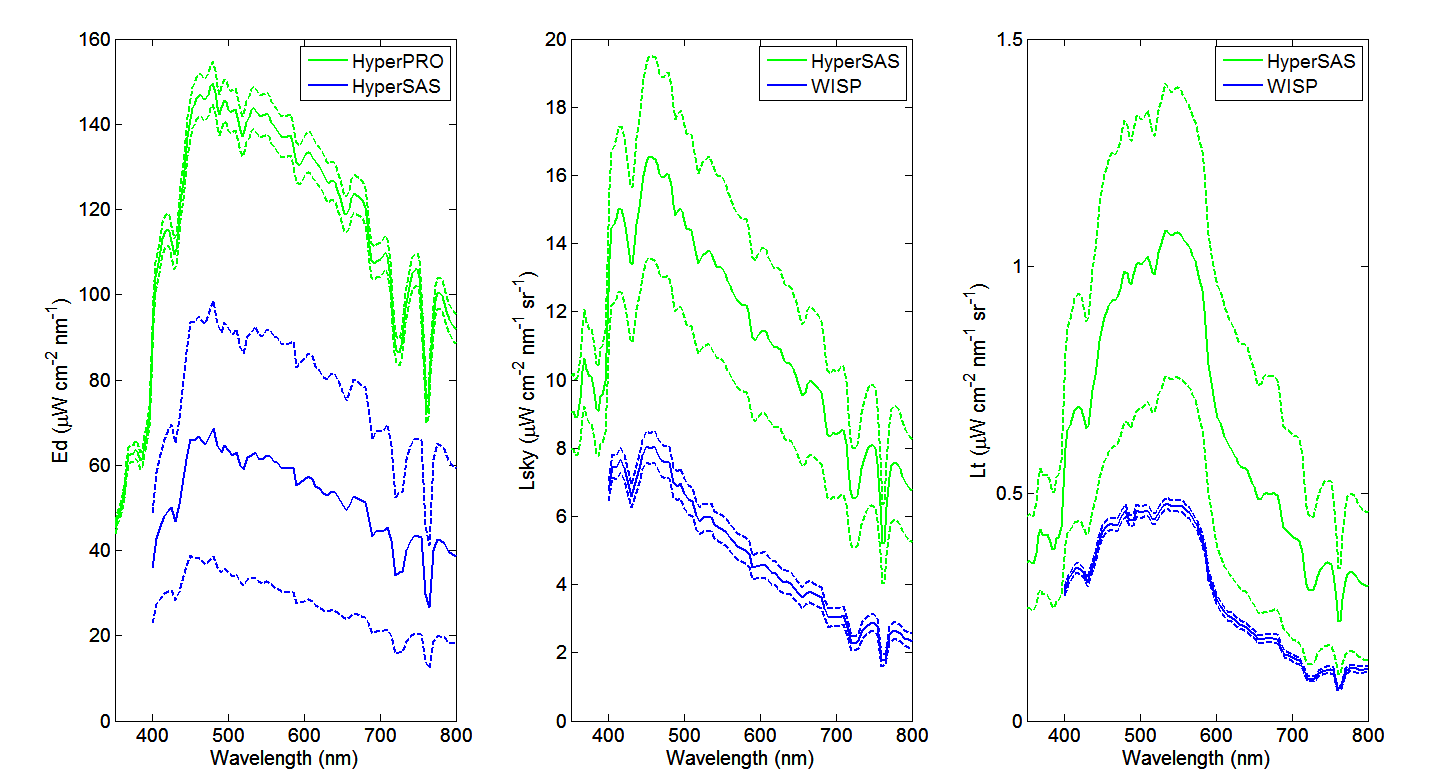 160
140
120
100
80
60
40
20
0
Ed (μW cm-2 nm-1)
HyperPRO
HyperSAS
400 500 600 700 800
Wavelength (nm)
20
18
16
14
12
10
8
6
4
2
0
Lsky (μW cm-2 nm-1 sr-1)
HyperSAS
WISP
400 500 600 700 800
Wavelength (nm)
1.5
1
0.5
0
Lt (μW cm-2 nm-1 sr-1)
HyperSAS
WISP
400 500 600 700 800
Wavelength (nm)